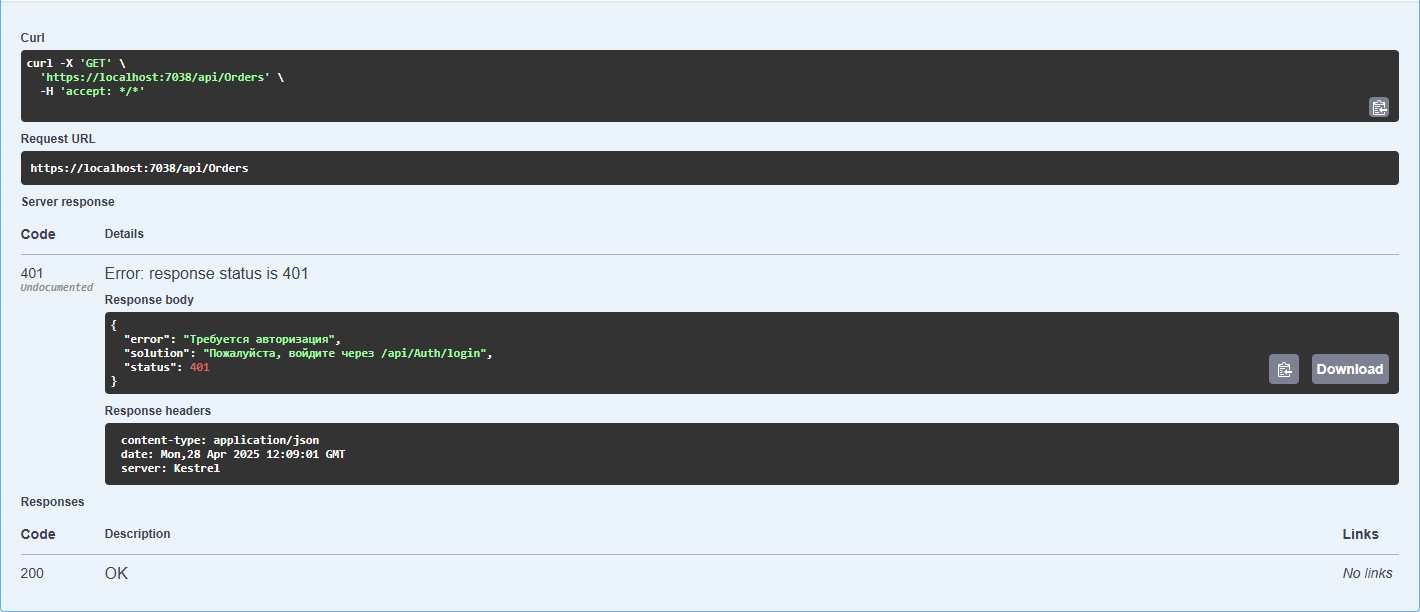 Curl
curl -X 'GET' \
  'https://localhost:7038/api/Orders' \
  -H 'accept: */*'
Request URL
https://localhost:7038/api/Orders
Server response
Code Details
401 Error: response status is 401
Undocumented
Response body
{
  "error": "Требуется авторизация",
  "solution": "Пожалуйста, войдите через /api/Auth/login",
  "status": 401
}
Download
Response headers
content-type: application/json
date: Mon,28 Apr 2025 12:09:01 GMT
server: Kestrel
Responses
Code Description Links
200 OK No links